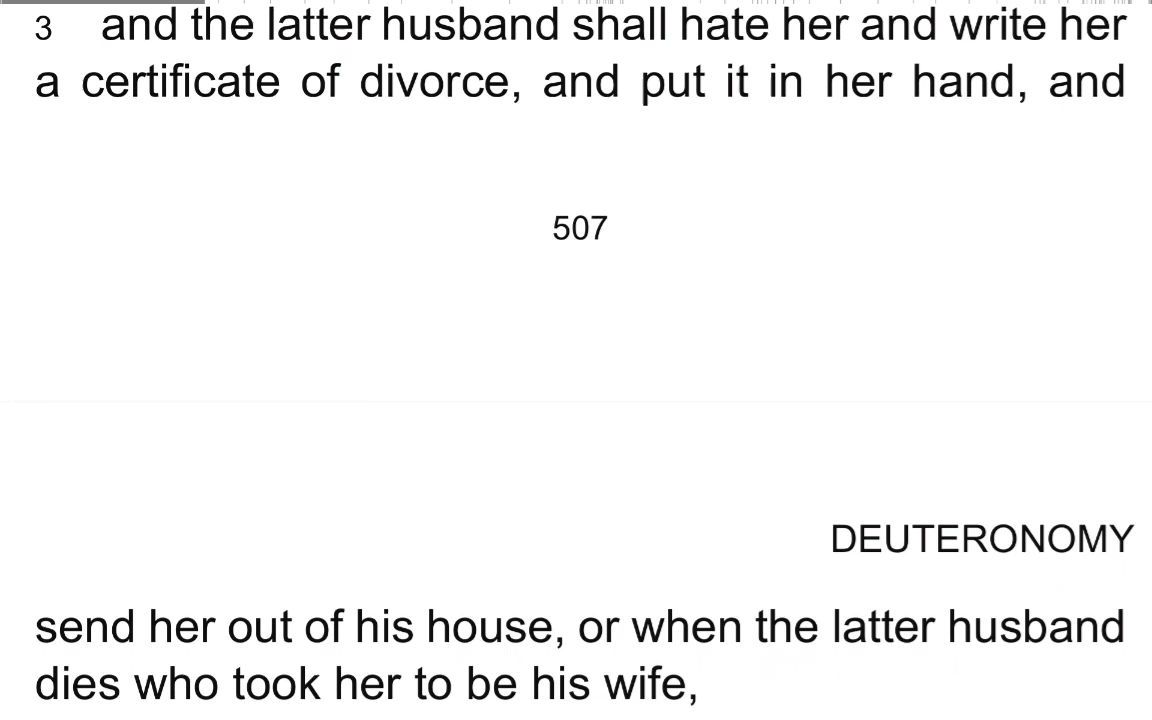 3 and the latter husband shall hate her and write her
a certificate of divorce, and put it in her hand, and
507
DEUTERONOMY
send her out of his house, or when the latter husband
dies who took her to be his wife,